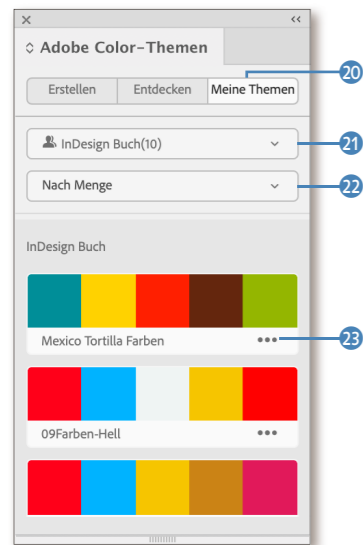 Adobe Color-Themen
Erstellen Entdecken Meine Themen
20
InDesign Buch(10)
21
Nach Menge
22
InDesign Buch
Mexico Tortilla Farben
23
09Farben-Hell